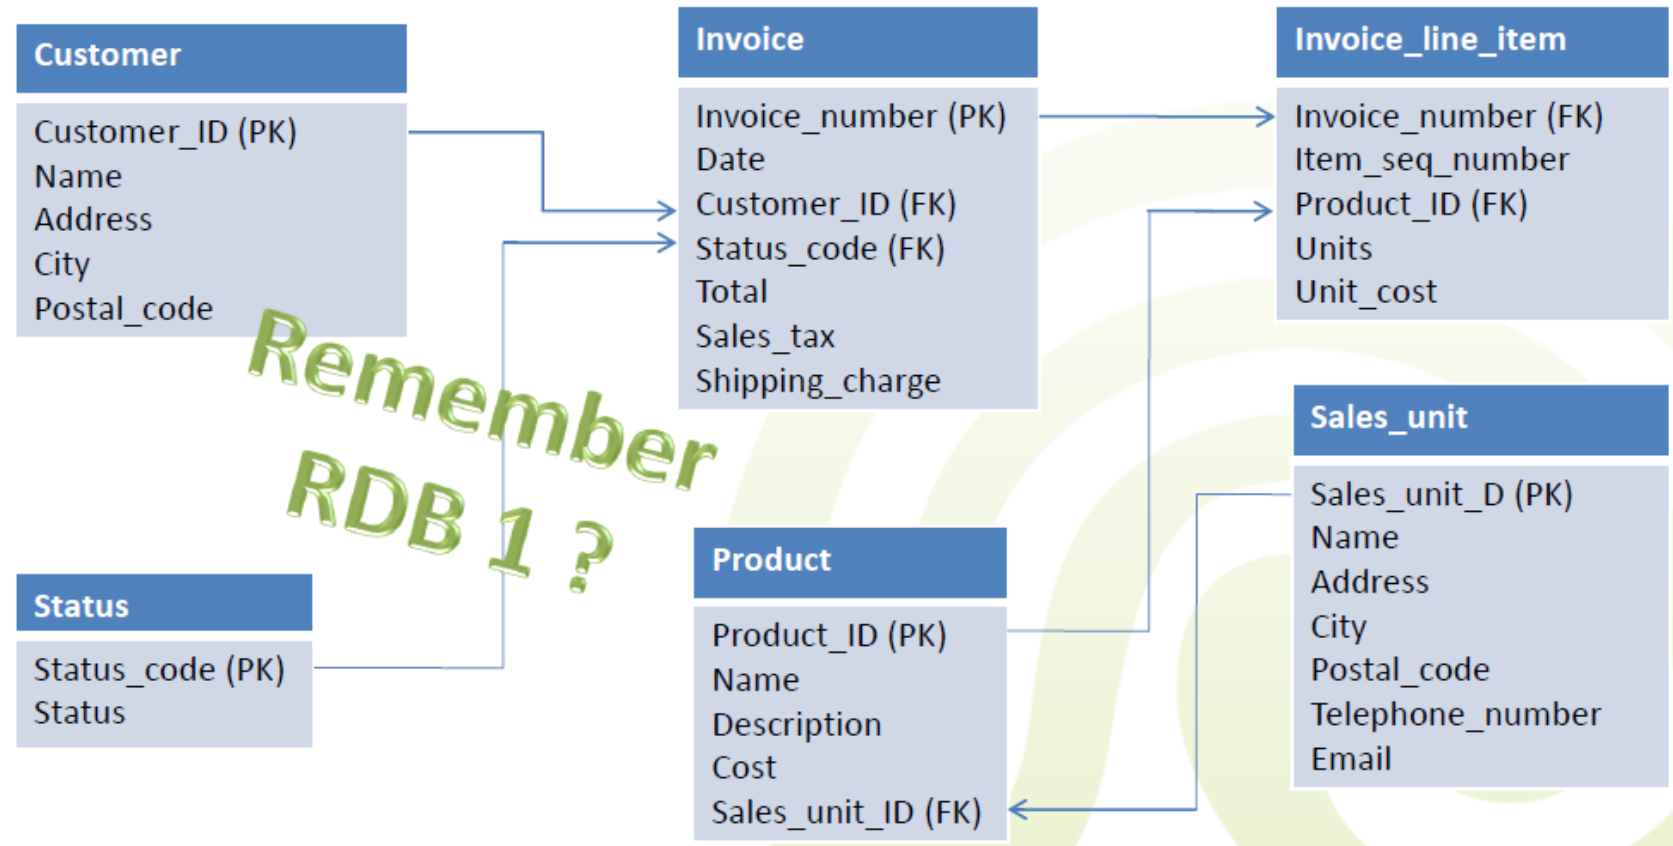 Customer
Customer_ID (PK)
Name
Address
City
Postal_code
Invoice
Invoice_number (PK)
Date
Customer_ID (FK)
Status_code (FK)
Total
Sales_tax
Shipping_charge
Invoice_line_item
Invoice_number (FK)
Item_seq_number
Product_ID (FK)
Units
Unit_cost
Remember
RDB 1 ?
Status
Status_code (PK)
Status
Product
Product_ID (PK)
Name
Description
Cost
Sales_unit_ID (FK)
Sales_unit
Sales_unit_D (PK)
Name
Address
City
Postal_code
Telephone_number
Email